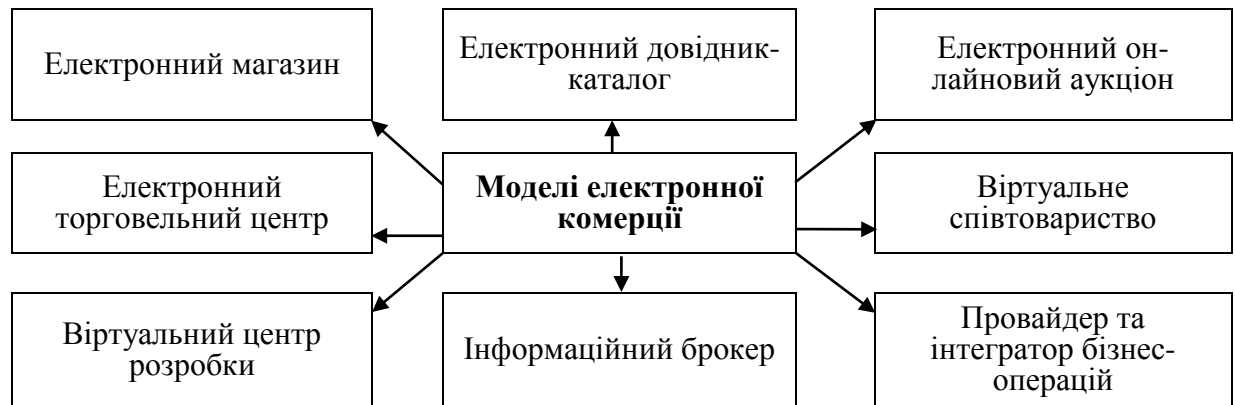 Електронний магазин
Електронний довідник-
каталог
Електронний он-
лайновий аукціон
Електронний
торговельний центр
Моделі електронної
комерції
Віртуальне
співтовариство
Віртуальний центр
розробки
Інформаційний брокер
Провайдер та
інтегратор бізнес-
операцій